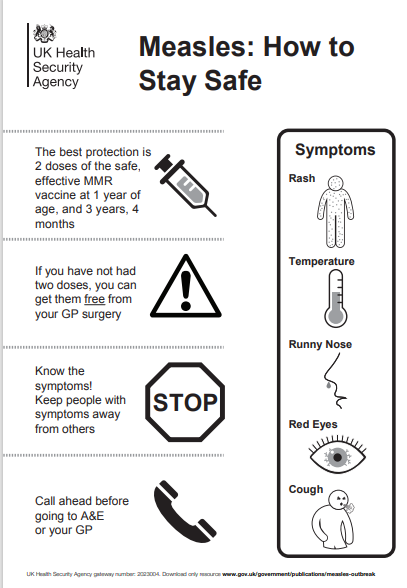 UK Health
Security
Agency
Measles: How to
Stay Safe
The best protection is
2 doses of the safe,
effective MMR
vaccine at 1 year of
age, and 3 years, 4
months
If you have not had
two doses, you can
get them free from
your GP surgery
Know the
symptoms!
Keep people with
symptoms away
from others
STOP
Call ahead before
going to A&E
or your GP
Symptoms
Rash
Temperature
Runny Nose
Red Eyes
Cough
UK Health Security Agency gateway number: 2023004. Download only resource www.gov.uk/government/publications/measles-outbreak